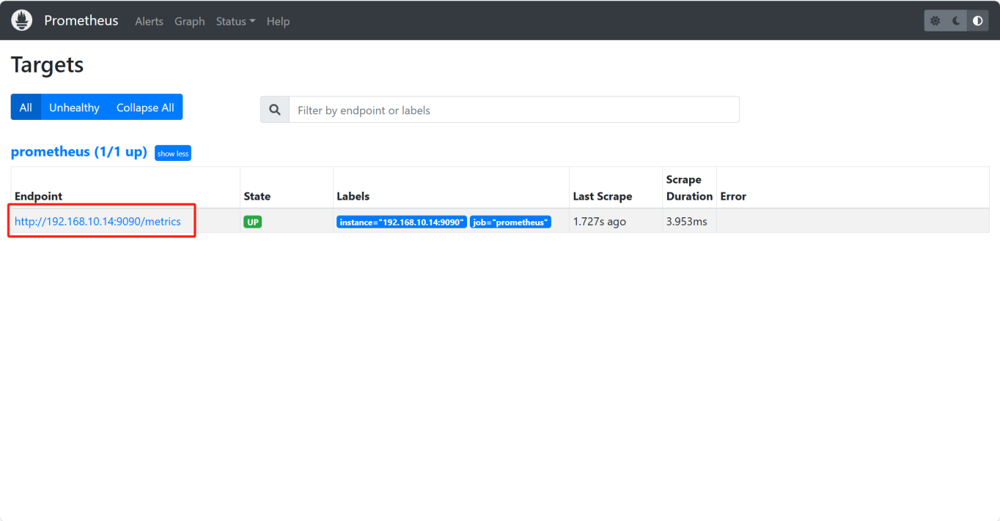 Prometheus Alerts Graph Status Help
Targets
All Unhealthy Collapse All
Filter by endpoint or labels
prometheus (1/1 up) show less
Endpoint State Labels Last Scrape Scrape Duration Error
http://192.168.10.14:9090/metrics UP instance="192.168.10.14:9090" job="prometheus" 1.727s ago 3.953ms